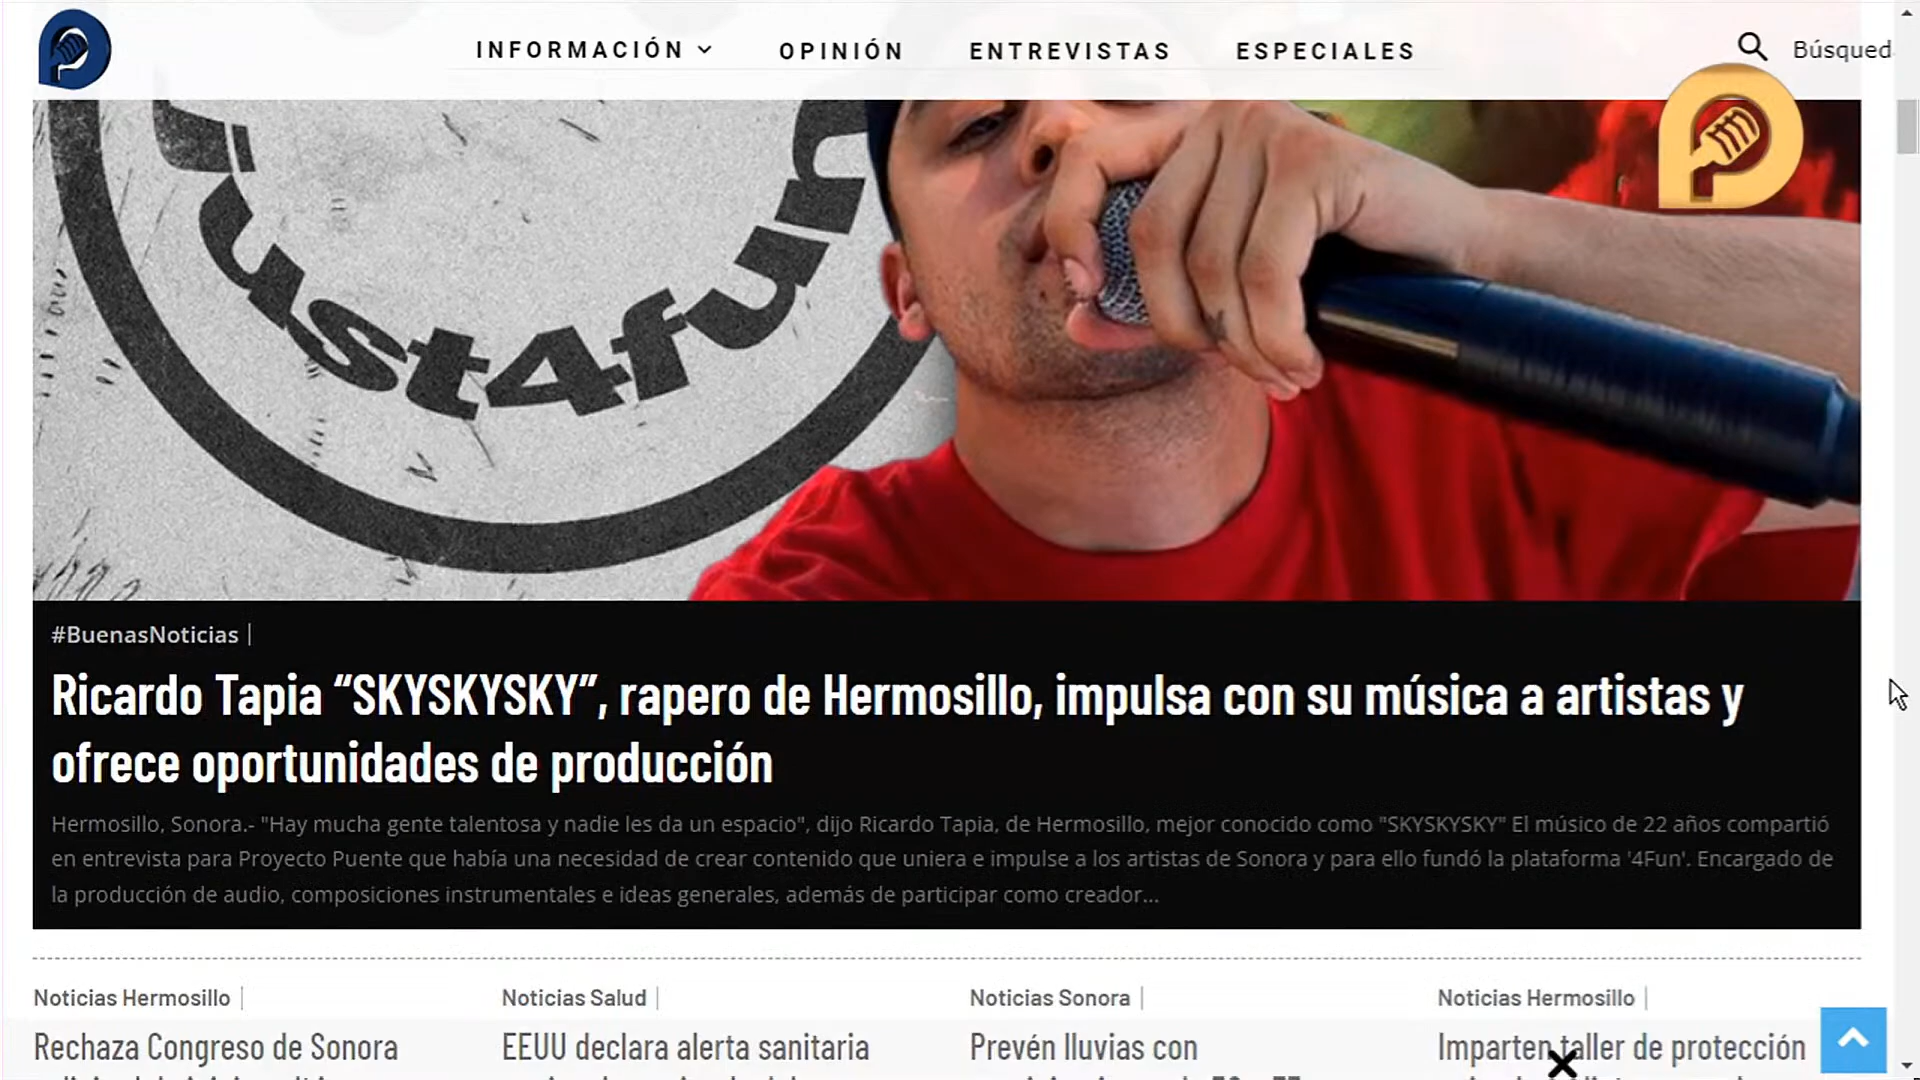 INFORMACIÓN
OPINIÓN
ENTREVISTAS
ESPECIALES
Búsqued
ust4fun
#BuenasNoticias
Ricardo Tapia “SKYSKYSKY”, rapero de Hermosillo, impulsa con su música a artistas y
ofrece oportunidades de producción
Hermosillo, Sonora.- "Hay mucha gente talentosa y nadie les da un espacio", dijo Ricardo Tapia, de Hermosillo, mejor conocido como "SKYSKYSKY" El músico de 22 años compartió
en entrevista para Proyecto Puente que había una necesidad de crear contenido que uniera e impulse a los artistas de Sonora y para ello fundó la plataforma '4Fun'. Encargado de
la producción de audio, composiciones instrumentales e ideas generales, además de participar como creador...
Noticias Hermosillo
Rechaza Congreso de Sonora
Noticias Salud
EEUU declara alerta sanitaria
Noticias Sonora
Prevén lluvias con
Noticias Hermosillo
Imparten taller de protección